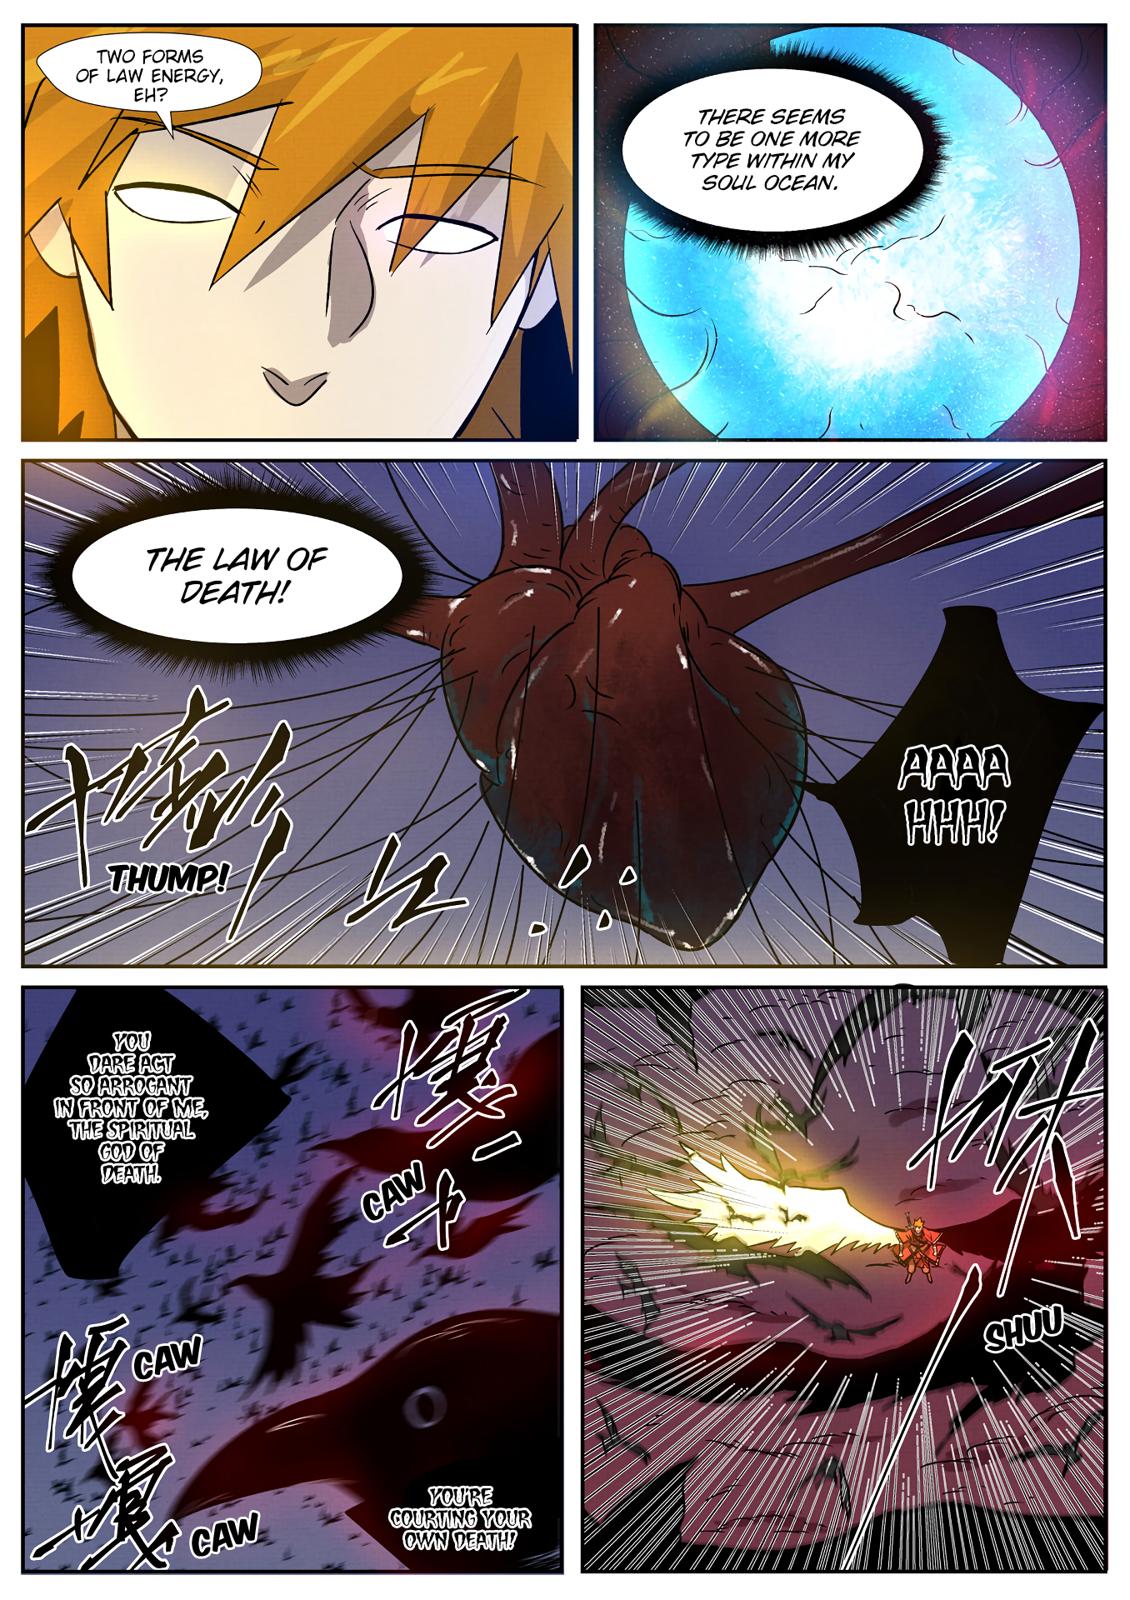 TWO FORMS
OF LAW ENERGY,
EH?
THERE SEEMS
TO BE ONE MORE
TYPE WITHIN MY
SOUL OCEAN.
THE LAW OF
DEATH!
AAAA
HHH!
THUMP!
YOU
DARE ACT
SO ARROGANT
IN FRONT OF ME,
THE SPIRITUAL
GOD OF
DEATH.
CAW
CAW
CAW
YOU'RE
COURTING YOUR
OWN DEATH!
SHUU